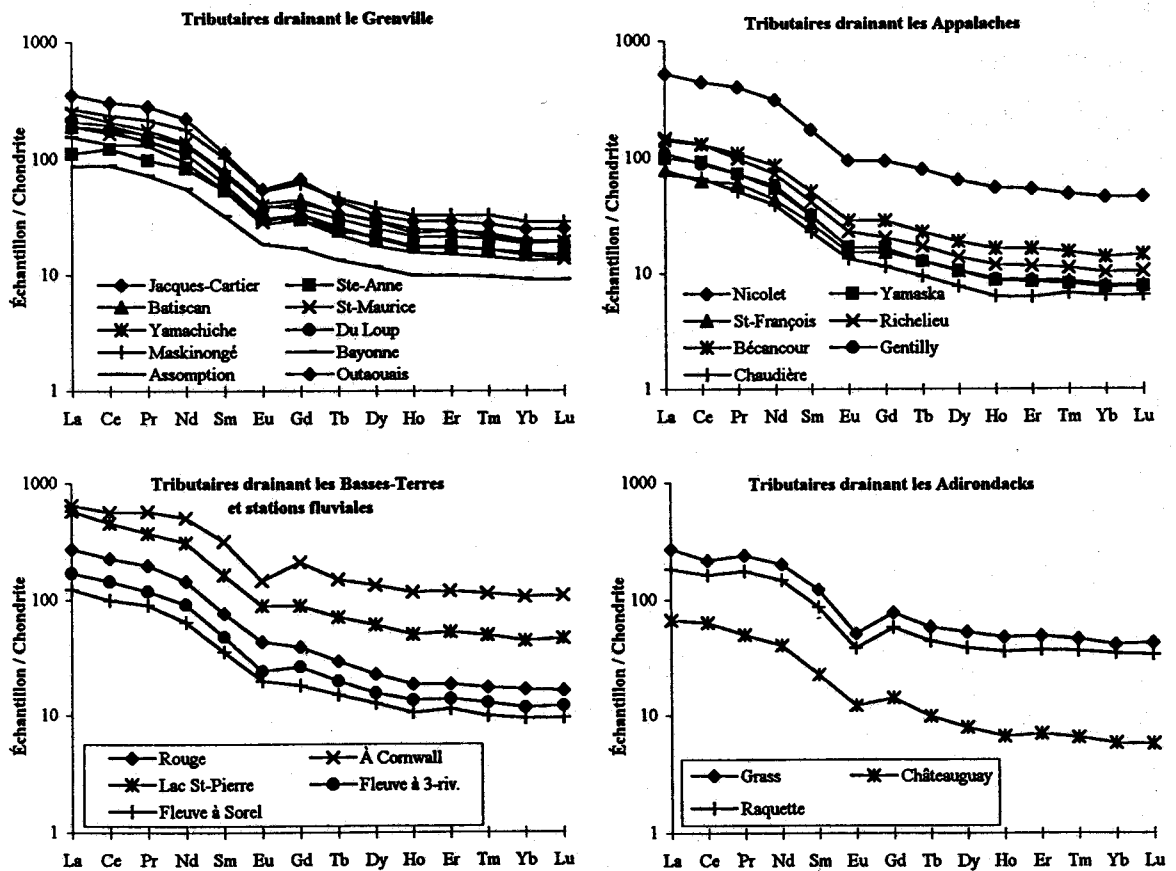 Tributaires drainant le Grenville
Échantillon / Chondrite
1000
100
10
1
Jacques-Cartier
Ste-Anne
Batiscan
St-Maurice
Yamachiche
Du Loup
Maskinongé
Bayonne
Assomption
Outaouais
La Ce Pr Nd Sm Eu Gd Tb Dy Ho Er Tm Yb Lu
Tributaires drainant les Appalaches
Échantillon / Chondrite
1000
100
10
1
Nicolet
Yamaska
St-François
Richelieu
Bécancour
Gentilly
Chaudière
La Ce Pr Nd Sm Eu Gd Tb Dy Ho Er Tm Yb Lu
Tributaires drainant les Basses-Terres
et stations fluviales
Échantillon / Chondrite
1000
100
10
1
Rouge
À Cornwall
Lac St-Pierre
Fleuve à 3-riv.
Fleuve à Sorel
La Ce Pr Nd Sm Eu Gd Tb Dy Ho Er Tm Yb Lu
Tributaires drainant les Adirondacks
Échantillon / Chondrite
1000
100
10
1
Grass
Châteauguay
Raquette
La Ce Pr Nd Sm Eu Gd Tb Dy Ho Er Tm Yb Lu